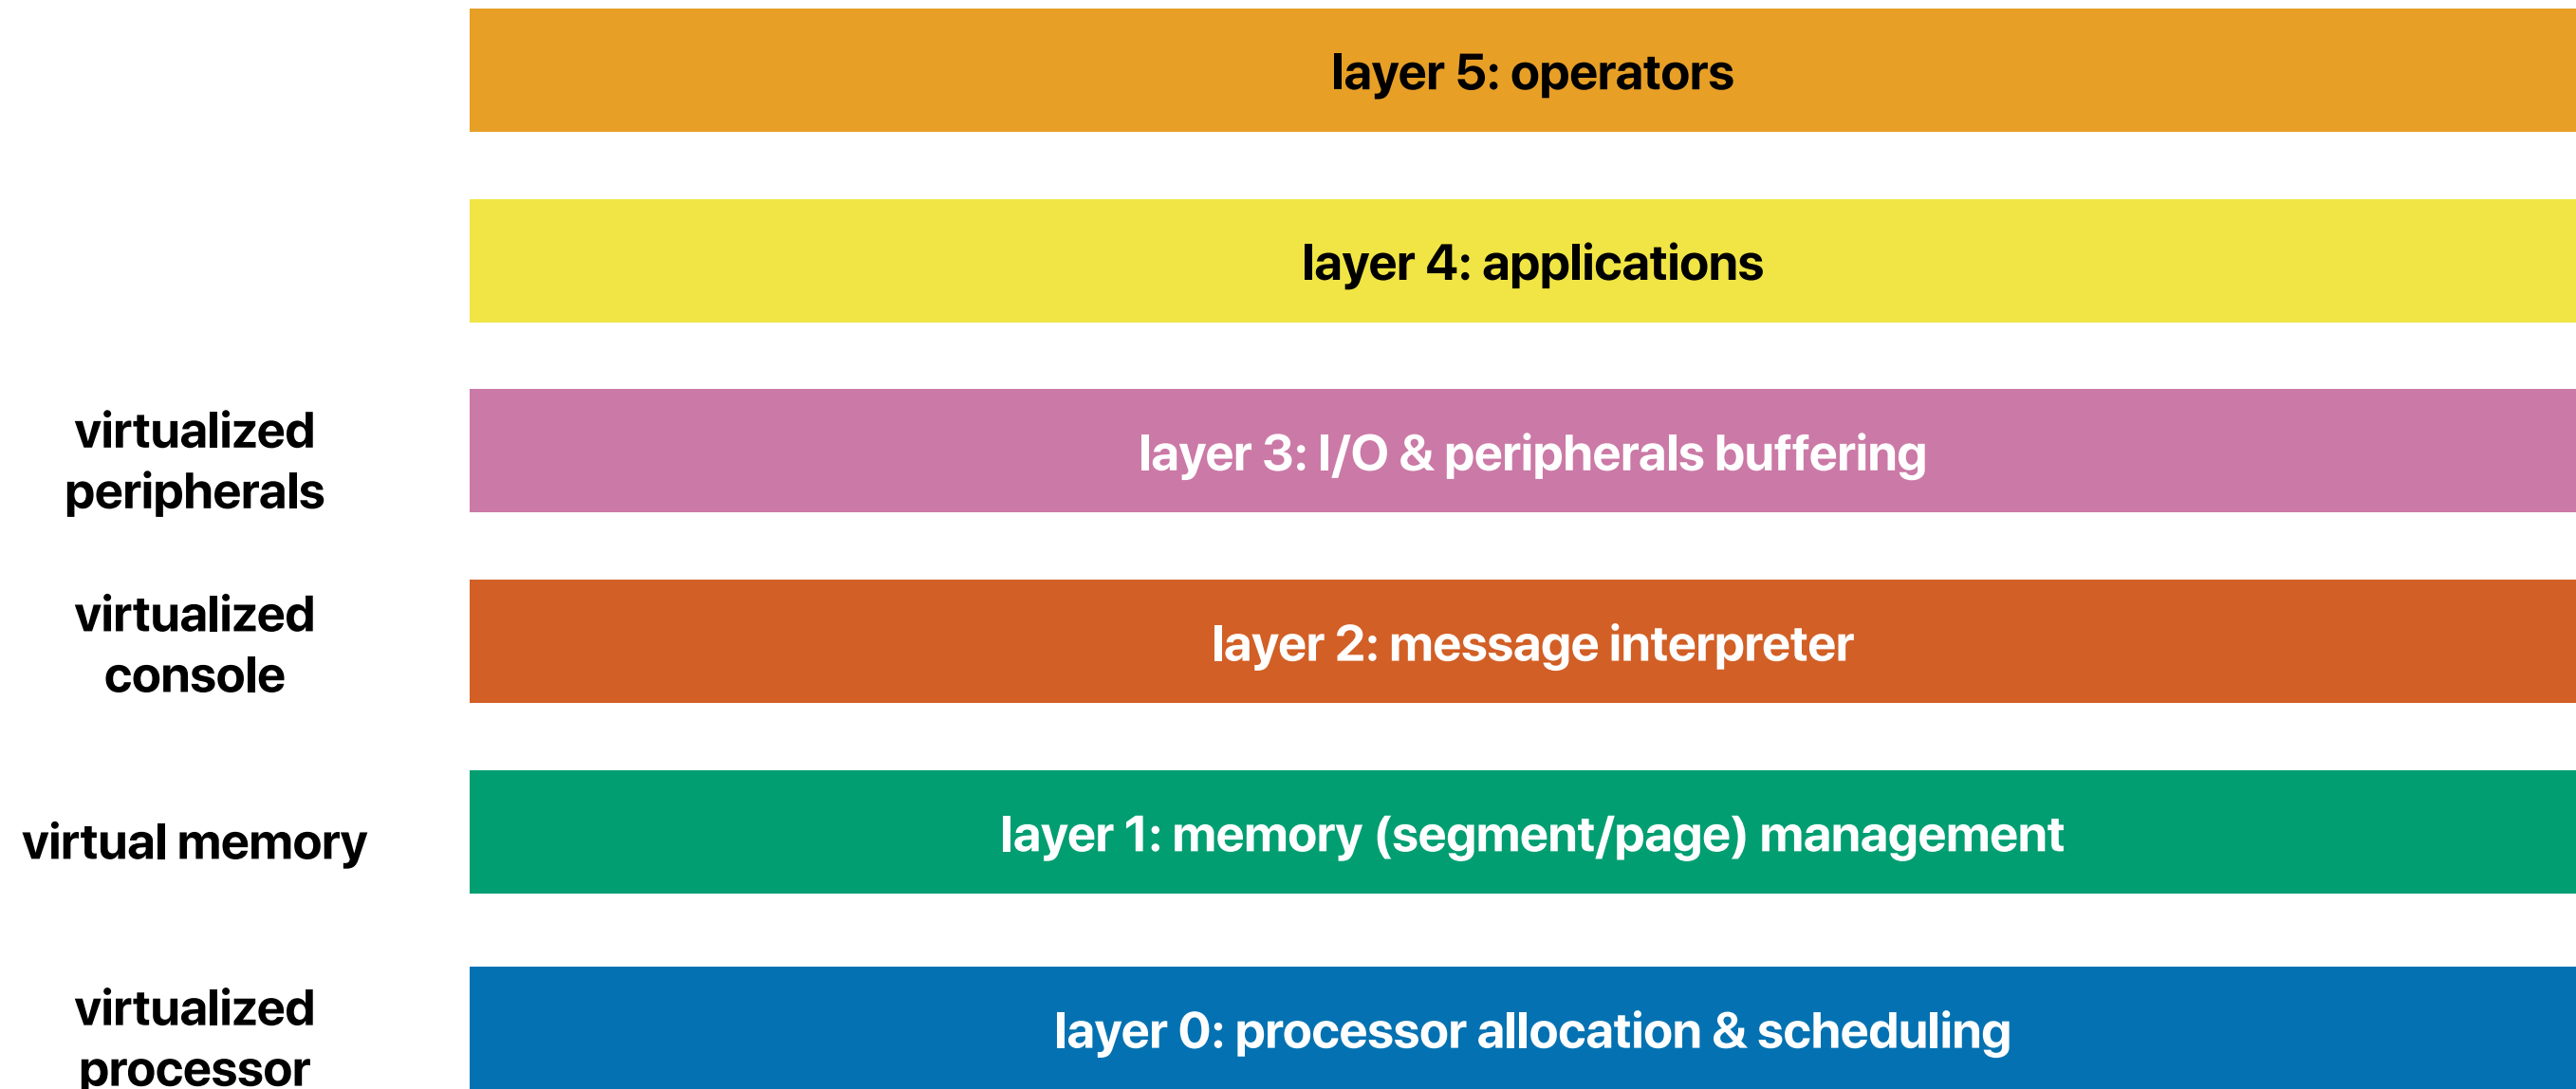 layer 5: operators
layer 4: applications
virtualized
peripherals
layer 3: I/O & peripherals buffering
virtualized
console
layer 2: message interpreter
virtual memory
layer 1: memory (segment/page) management
virtualized
processor
layer 0: processor allocation & scheduling